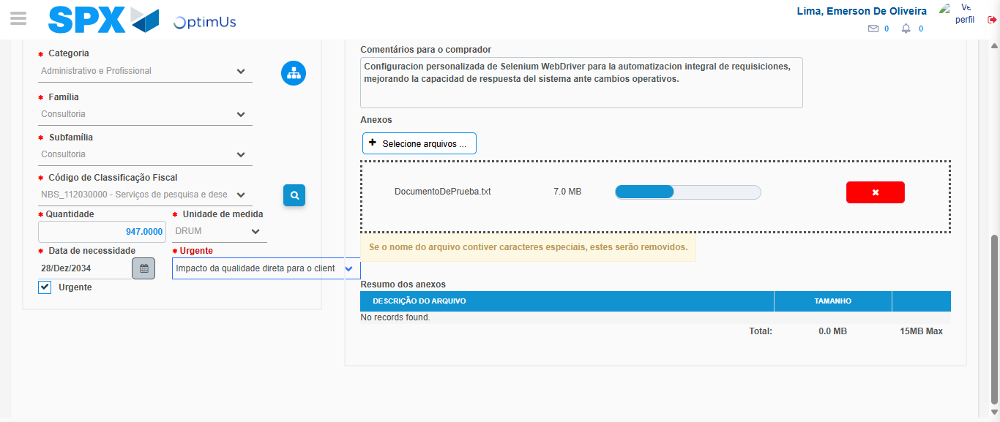 SPX
OptimUs
Lima, Emerson De Oliveira
Ve
perfil
0
0
* Categoria
Administrativo e Profissional
* Família
Consultoria
* Subfamília
Consultoria
* Código de Classificação Fiscal
NBS_112030000 - Serviços de pesquisa e dese
* Quantidade
* Unidade de medida
947.0000
DRUM
* Data de necessidade
* Urgente
28/Dez/2034
Impacto da qualidade direta para o client
Urgente
Comentários para o comprador
Configuracion personalizada de Selenium WebDriver para la automatizacion integral de requisiciones,
mejorando la capacidad de respuesta del sistema ante cambios operativos.
Anexos
+ Selecione arquivos ...
DocumentoDePrueba.txt
7.0 MB
Se o nome do arquivo contiver caracteres especiais, estes serão removidos.
Resumo dos anexos
DESCRIÇÃO DO ARQUIVO
TAMANHO
No records found.
Total:
0.0 MB
15MB Max